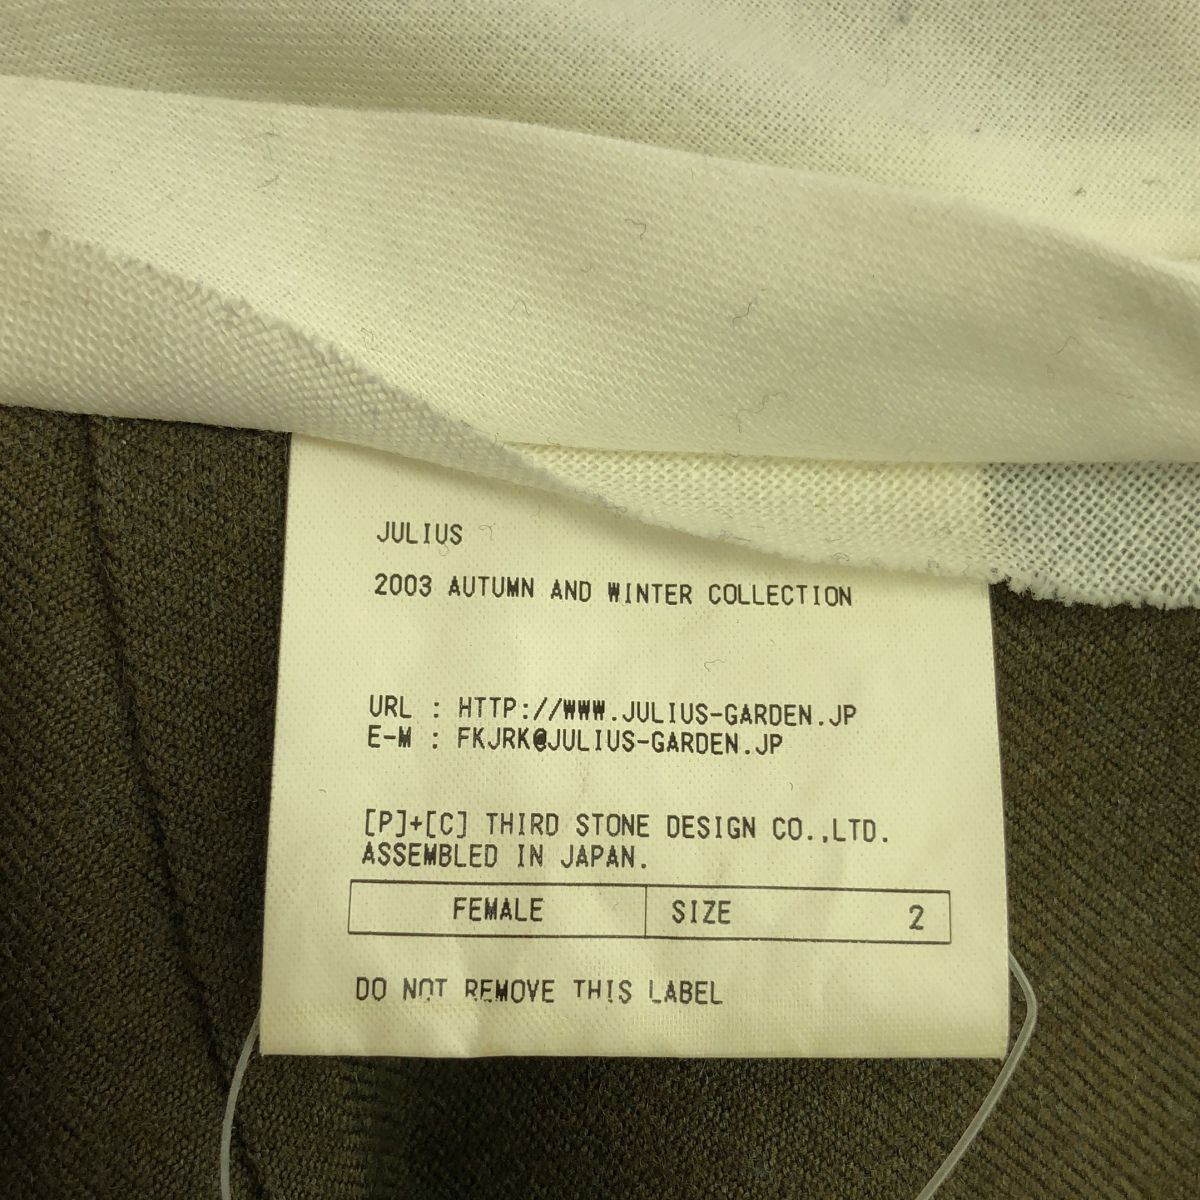 JULIUS
2003 AUTUMN AND WINTER COLLECTION
URL : HTTP://WWW.JULIUS-GARDEN.JP
E-M : FKJRK@JULIUS-GARDEN.JP
[P]+[C] THIRD STONE DESIGN CO.,LTD.
ASSEMBLED IN JAPAN.
FEMALE SIZE 2
DO NOT REMOVE THIS LABEL